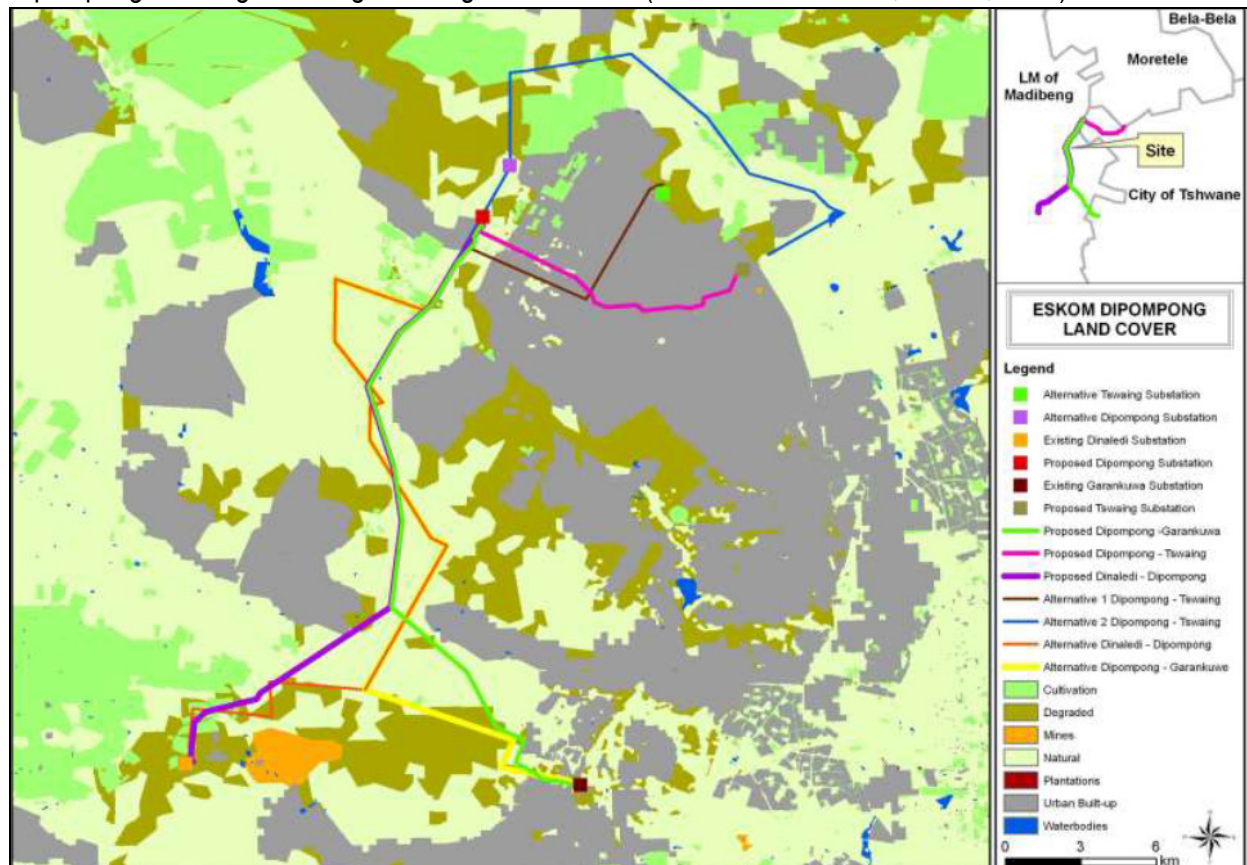 Bela-Bela
Moretele
LM of
Madibeng
Site
City of Tshwane
ESKOM DIPOMPONG
LAND COVER
Legend
Alternative Tswaing Substation
Alternative Dipompong Substation
Existing Dinaledi Substation
Proposed Dipompong Substation
Existing Garankuwa Substation
Proposed Tswaing Substation
Proposed Dipompong -Garankuwa
Proposed Dipompong - Tswaing
Proposed Dinaledi - Dipompong
Alternative 1 Dipompong - Tswaing
Alternative 2 Dipompong - Tswaing
Alternative Dinaledi - Dipompong
Alternative Dipompong - Garankuwe
Cultivation
Degraded
Mines
Natural
Plantations
Urban Built-up
Waterbodies
0 3 6
km